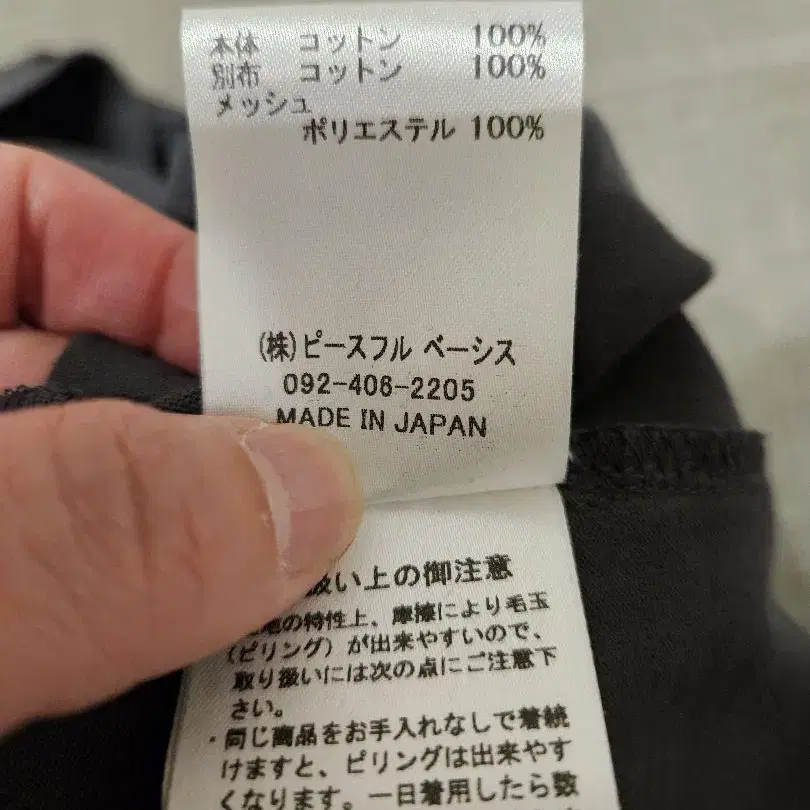 本体 コットン 100%
別布 コットン 100%
メッシュ
ポリエステル 100%
(株)ピースフル ベーシス
092-406-2205
MADE IN JAPAN
扱い上の御注意
の特性上、摩擦により毛玉
(ピリング)が出来やすいので、
取り扱いには次の点にご注意下
さい。
・同じ商品をお手入れなしで着続
けますと、ピリングは出来やす
くなります。一日着用したら数